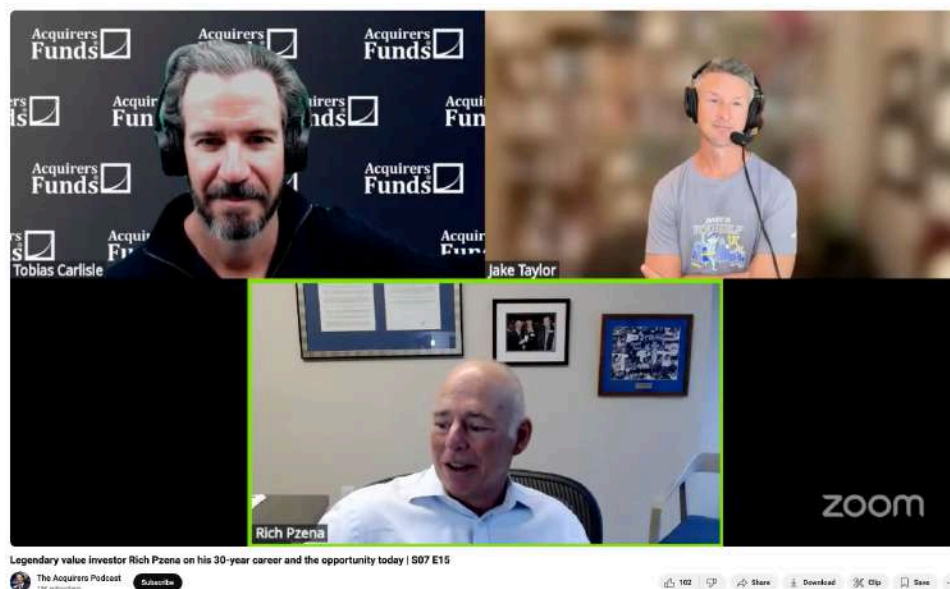 Acquirers Funds
Acquirers Funds
Acquirers Funds
Acquirers Funds
Acquirers Funds
Tobias Carlisle
Jake Taylor
Rich Pzena
zoom
Legendary value investor Rich Pzena on his 30-year career and the opportunity today | S07 E15
The Acquirers Podcast
Subscribe
102
Share
Download
Clip
Save